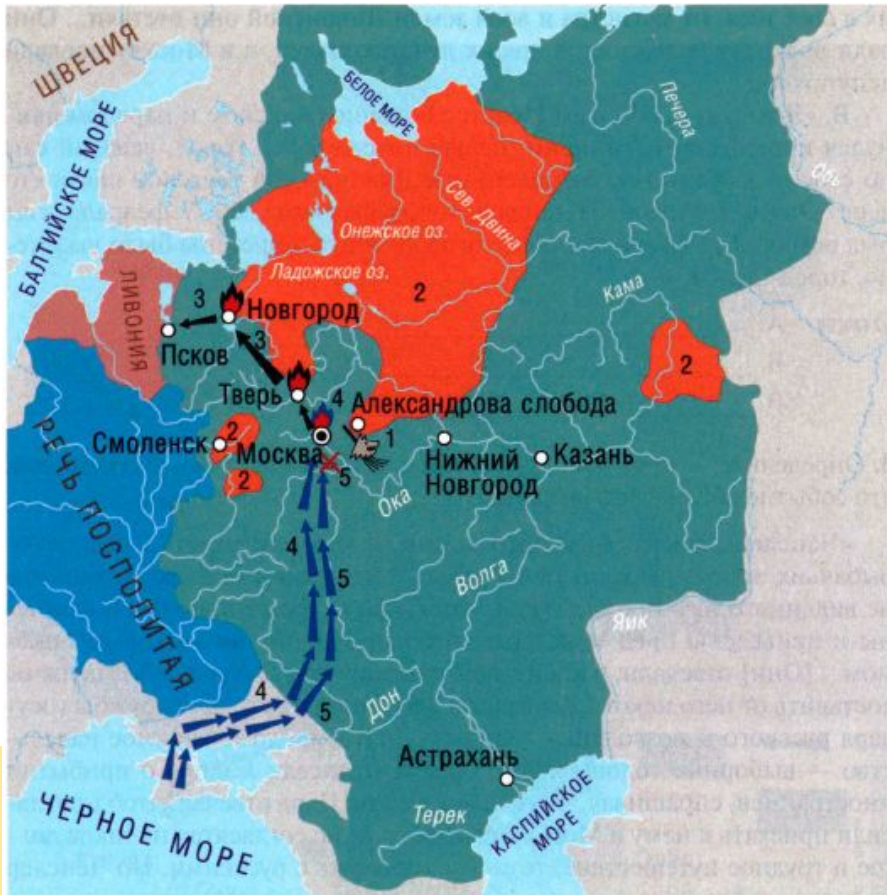 ШВЕЦИЯ
БЕЛОЕ МОРЕ
Печера
Обь
БАЛТИЙСКОЕ МОРЕ
Сев. Двина
Онежское оз.
Ладожское оз.
2
ЛИВОНИЯ
3
Новгород
Кама
Псков
3
2
Тверь
4
Александрова слобода
Смоленск
2
Москва
1
5
Нижний
Новгород
Казань
2
Ока
РЕЧЬ ПОСПОЛИТАЯ
4
5
Волга
Яик
4
5
Дон
Астрахань
ЧЁРНОЕ МОРЕ
Терек
КАСПИЙСКОЕ
МОРЕ